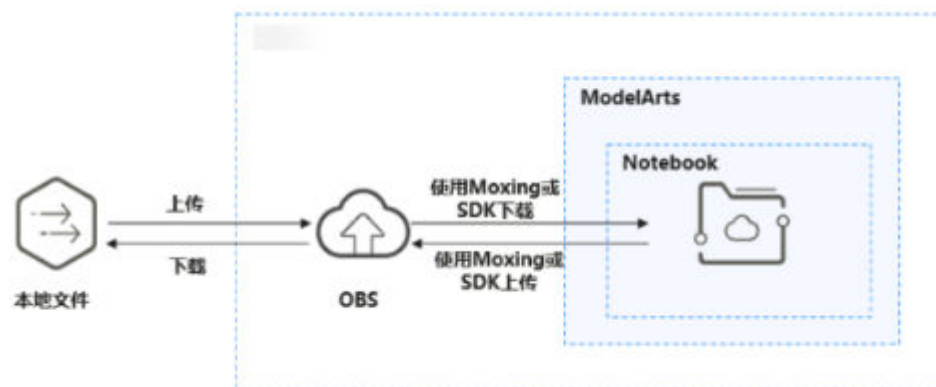 ModelArts
Notebook
上传
使用Moxing或
SDK下载
下载
使用Moxing或
SDK上传
本地文件
OBS